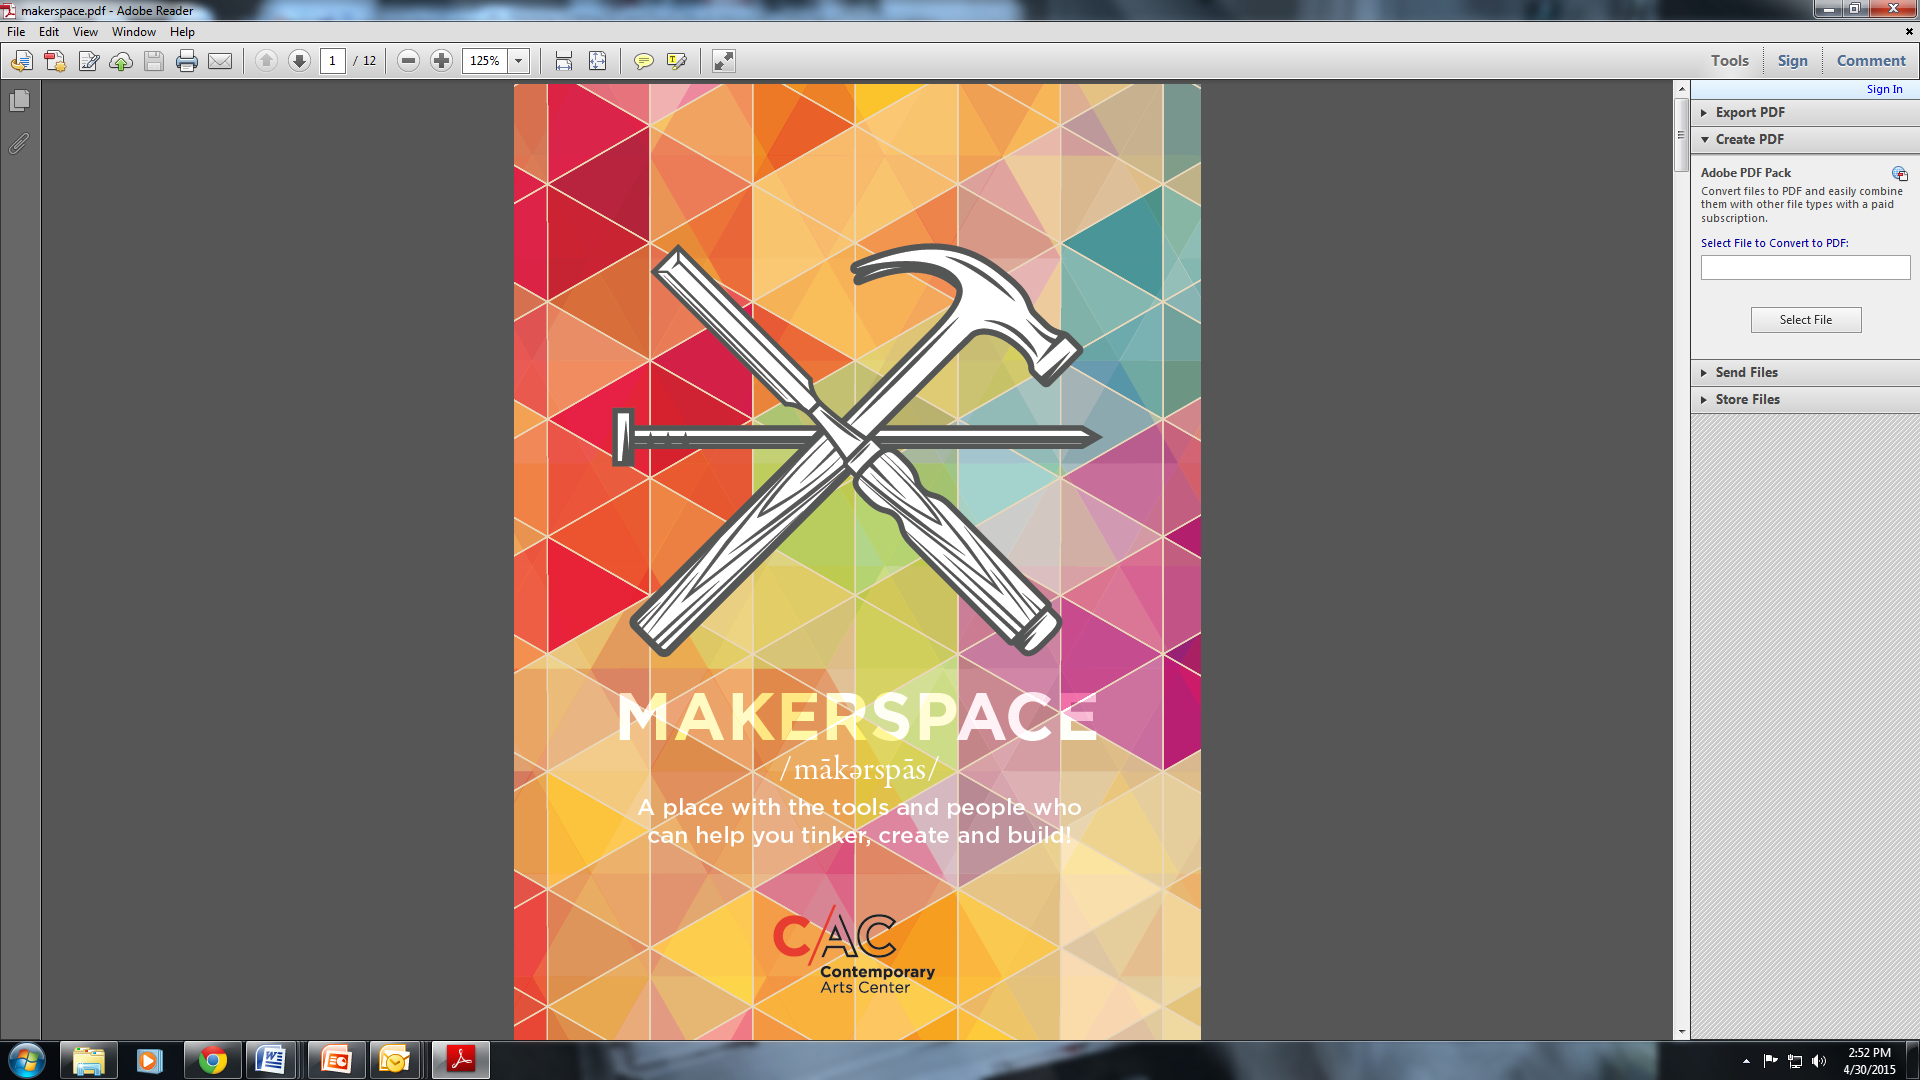 makerspace.pdf - Adobe Reader
File Edit View Window Help
1 / 12 125%
Tools Sign Comment
Sign In
Export PDF
Create PDF
Adobe PDF Pack
Convert files to PDF and easily combine
them with other file types with a paid
subscription.
Select File to Convert to PDF:
Select File
Send Files
Store Files
MAKERSPACE
/mākərspās/
A place with the tools and people who
can help you tinker, create and build!
C/AC
Contemporary
Arts Center
2:52 PM
4/30/2015